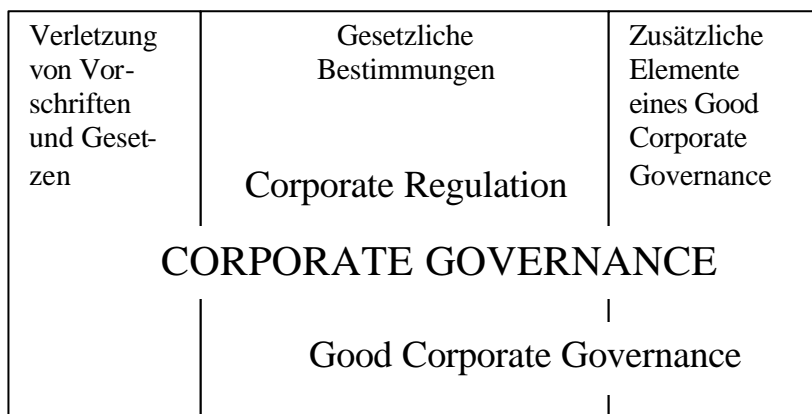 Verletzung
von Vor-
schriften
und Geset-
zen
Gesetzliche
Bestimmungen
Corporate Regulation
Zusätzliche
Elemente
eines Good
Corporate
Governance
CORPORATE GOVERNANCE
Good Corporate Governance